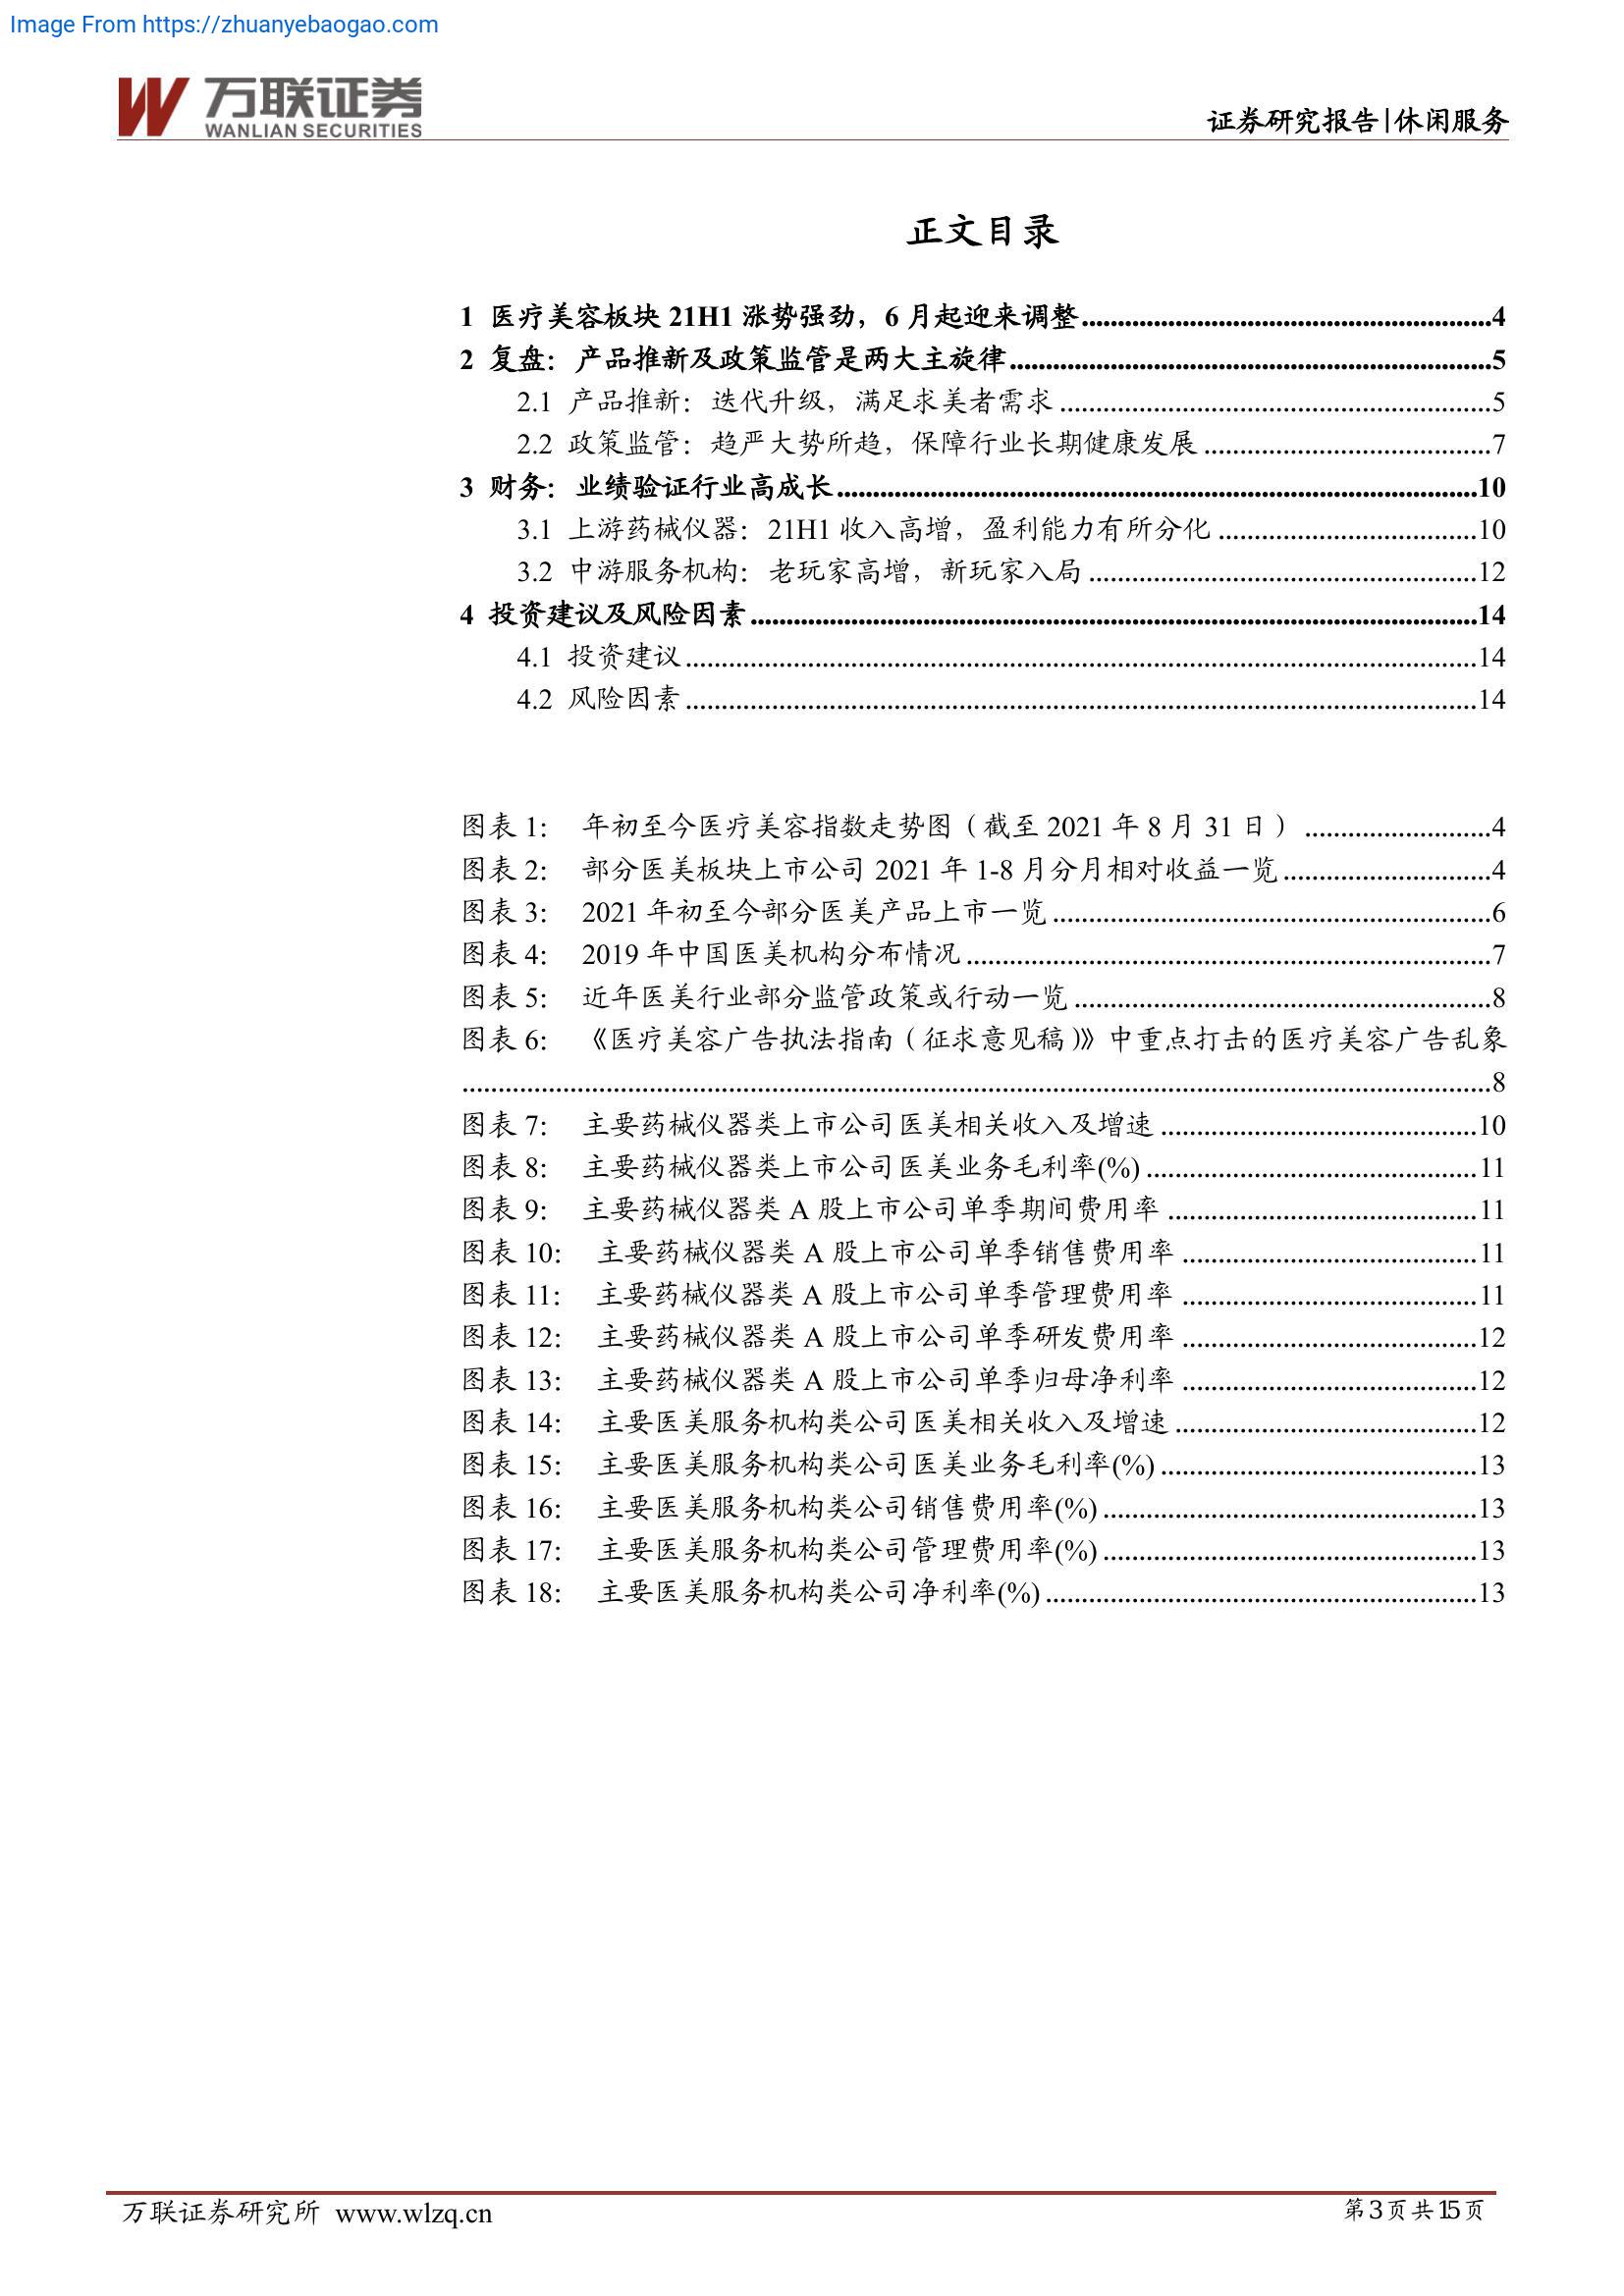 Image From https://zhuanyebaogao.com
万联证券
WANLIAN SECURITIES
证券研究报告|休闲服务
正文目录
1 医疗美容板块 21H1 涨势强劲，6 月起迎来调整................4
2 复盘：产品推新及政策监管是两大主旋律................5
2.1 产品推新：迭代升级，满足求美者需求................5
2.2 政策监管：趋严大势所趋，保障行业长期健康发展................7
3 财务：业绩验证行业高成长................10
3.1 上游药械仪器：21H1 收入高增，盈利能力有所分化................10
3.2 中游服务机构：老玩家高增，新玩家入局................12
4 投资建议及风险因素................14
4.1 投资建议................14
4.2 风险因素................14
图表 1： 年初至今医疗美容指数走势图（截至 2021 年 8 月 31 日）................4
图表 2： 部分医美板块上市公司 2021 年 1-8 月分月相对收益一览................4
图表 3： 2021 年初至今部分医美产品上市一览................6
图表 4： 2019 年中国医美机构分布情况................7
图表 5： 近年医美行业部分监管政策或行动一览................8
图表 6： 《医疗美容广告执法指南（征求意见稿）》中重点打击的医疗美容广告乱象
................8
图表 7： 主要药械仪器类上市公司医美相关收入及增速................10
图表 8： 主要药械仪器类上市公司医美业务毛利率(%)................11
图表 9： 主要药械仪器类 A 股上市公司单季期间费用率................11
图表 10： 主要药械仪器类 A 股上市公司单季销售费用率................11
图表 11： 主要药械仪器类 A 股上市公司单季管理费用率................11
图表 12： 主要药械仪器类 A 股上市公司单季研发费用率................12
图表 13： 主要药械仪器类 A 股上市公司单季归母净利率................12
图表 14： 主要医美服务机构类公司医美相关收入及增速................12
图表 15： 主要医美服务机构类公司医美业务毛利率(%)................13
图表 16： 主要医美服务机构类公司销售费用率(%)................13
图表 17： 主要医美服务机构类公司管理费用率(%)................13
图表 18： 主要医美服务机构类公司净利率(%)................13
万联证券研究所 www.wlzq.cn
第 3 页 共 15 页